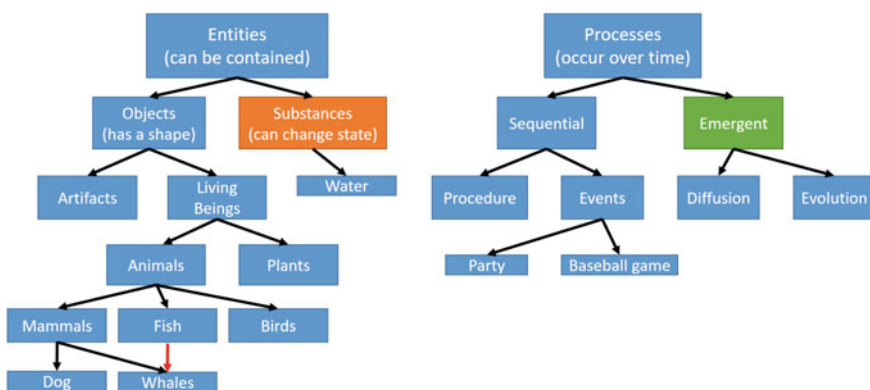 Entities
(can be contained)
Processes
(occur over time)
Objects
(has a shape)
Substances
(can change state)
Sequential
Emergent
Artifacts
Living
Beings
Water
Procedure
Events
Diffusion
Evolution
Animals
Plants
Party
Baseball game
Mammals
Fish
Birds
Dog
Whales